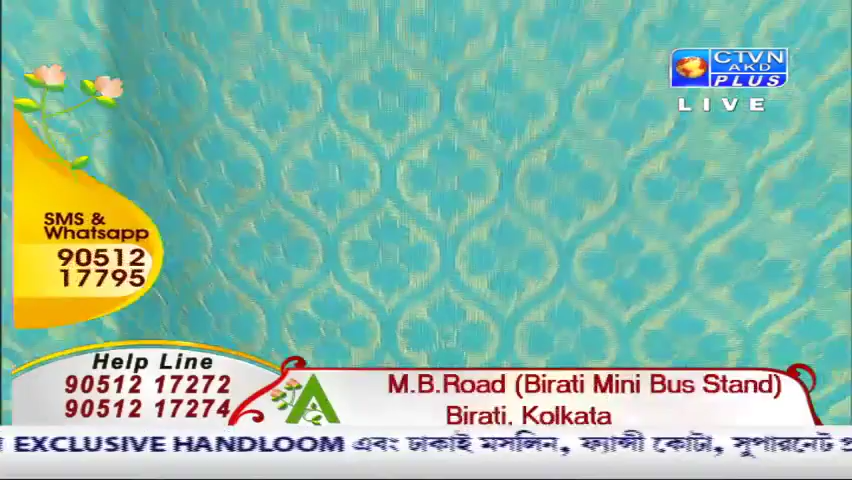 CTVN
AKD
PLUS
LIVE
SMS &
Whatsapp
90512
17795
Help Line
90512 17272
90512 17274
M.B.Road (Birati Mini Bus Stand)
Birati, Kolkata
EXCLUSIVE HANDLOOM এবং ঢাকাই মসলিন, ফ্যান্সী কোটা, সুপারনেট